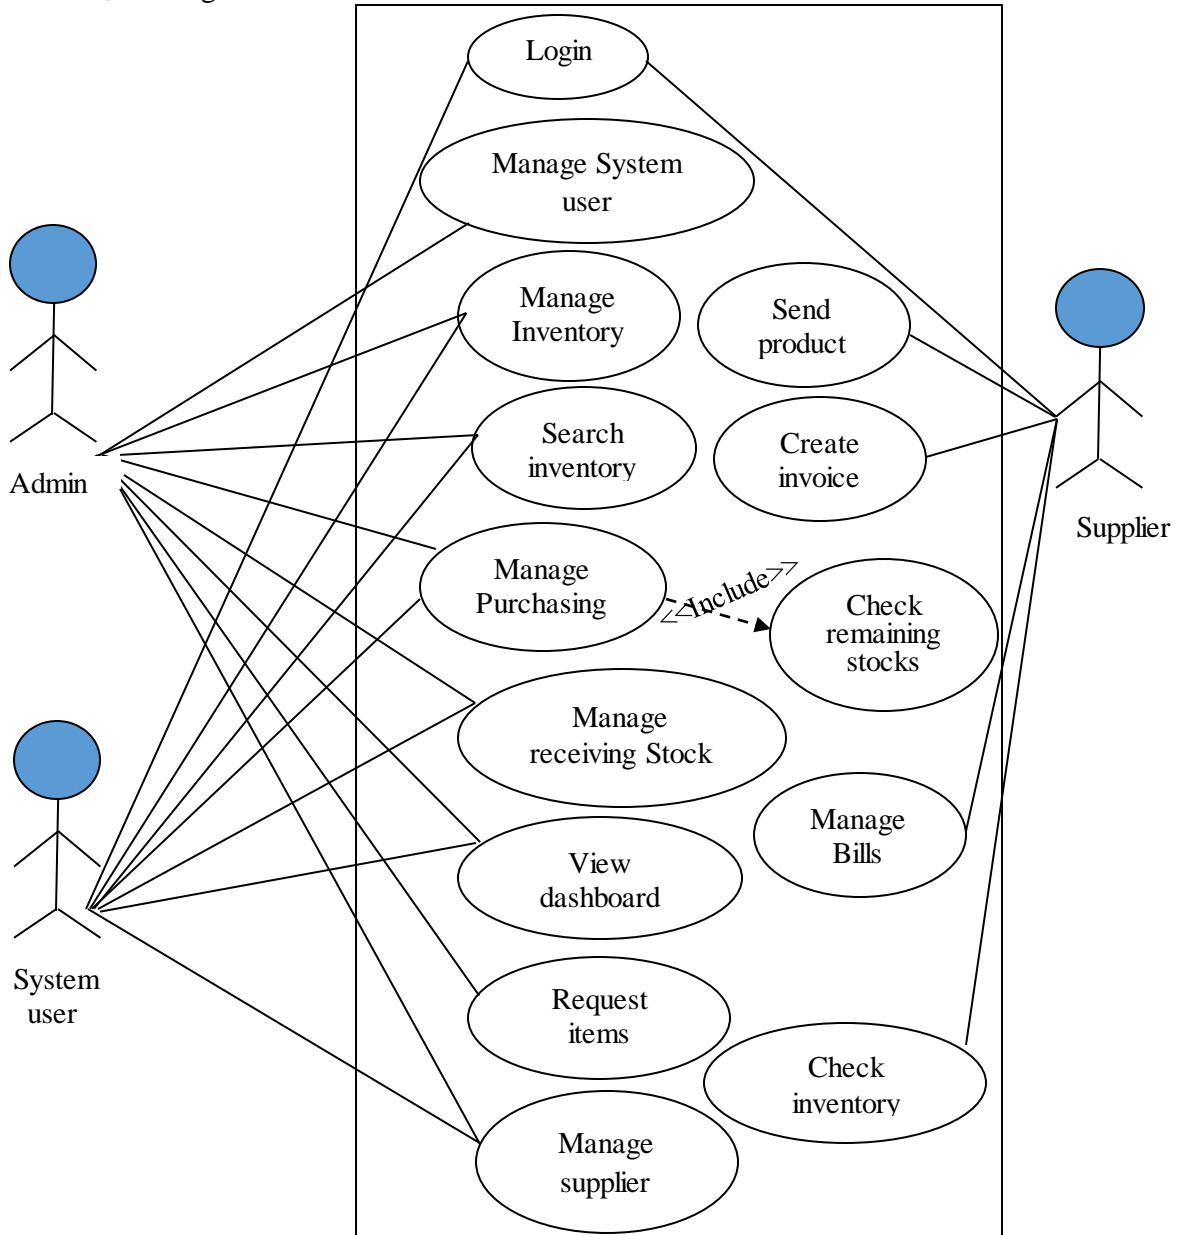 Login
Manage System
user
Manage
Inventory
Send
product
Search
inventory
Create
invoice
Admin
Supplier
Manage
Purchasing
<<Include>>
Check
remaining
stocks
Manage
receiving Stock
Manage
Bills
View
dashboard
System
user
Request
items
Check
inventory
Manage
supplier